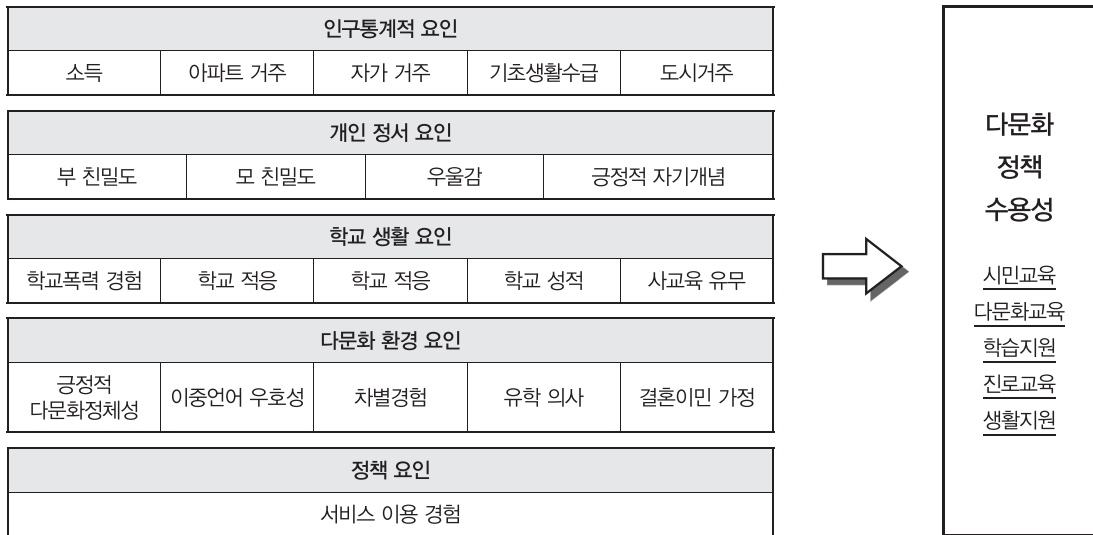 인구통계적 요인
소득 아파트 거주 자가 거주 기초생활수급 도시거주
개인 정서 요인
부 친밀도 모 친밀도 우울감 긍정적 자기개념
학교 생활 요인
학교폭력 경험 학교 적응 학교 적응 학교 성적 사교육 유무
다문화 환경 요인
긍정적
다문화정체성 이중언어 우호성 차별경험 유학 의사 결혼이민 가정
정책 요인
서비스 이용 경험
다문화
정책
수용성
시민교육
다문화교육
학습지원
진로교육
생활지원